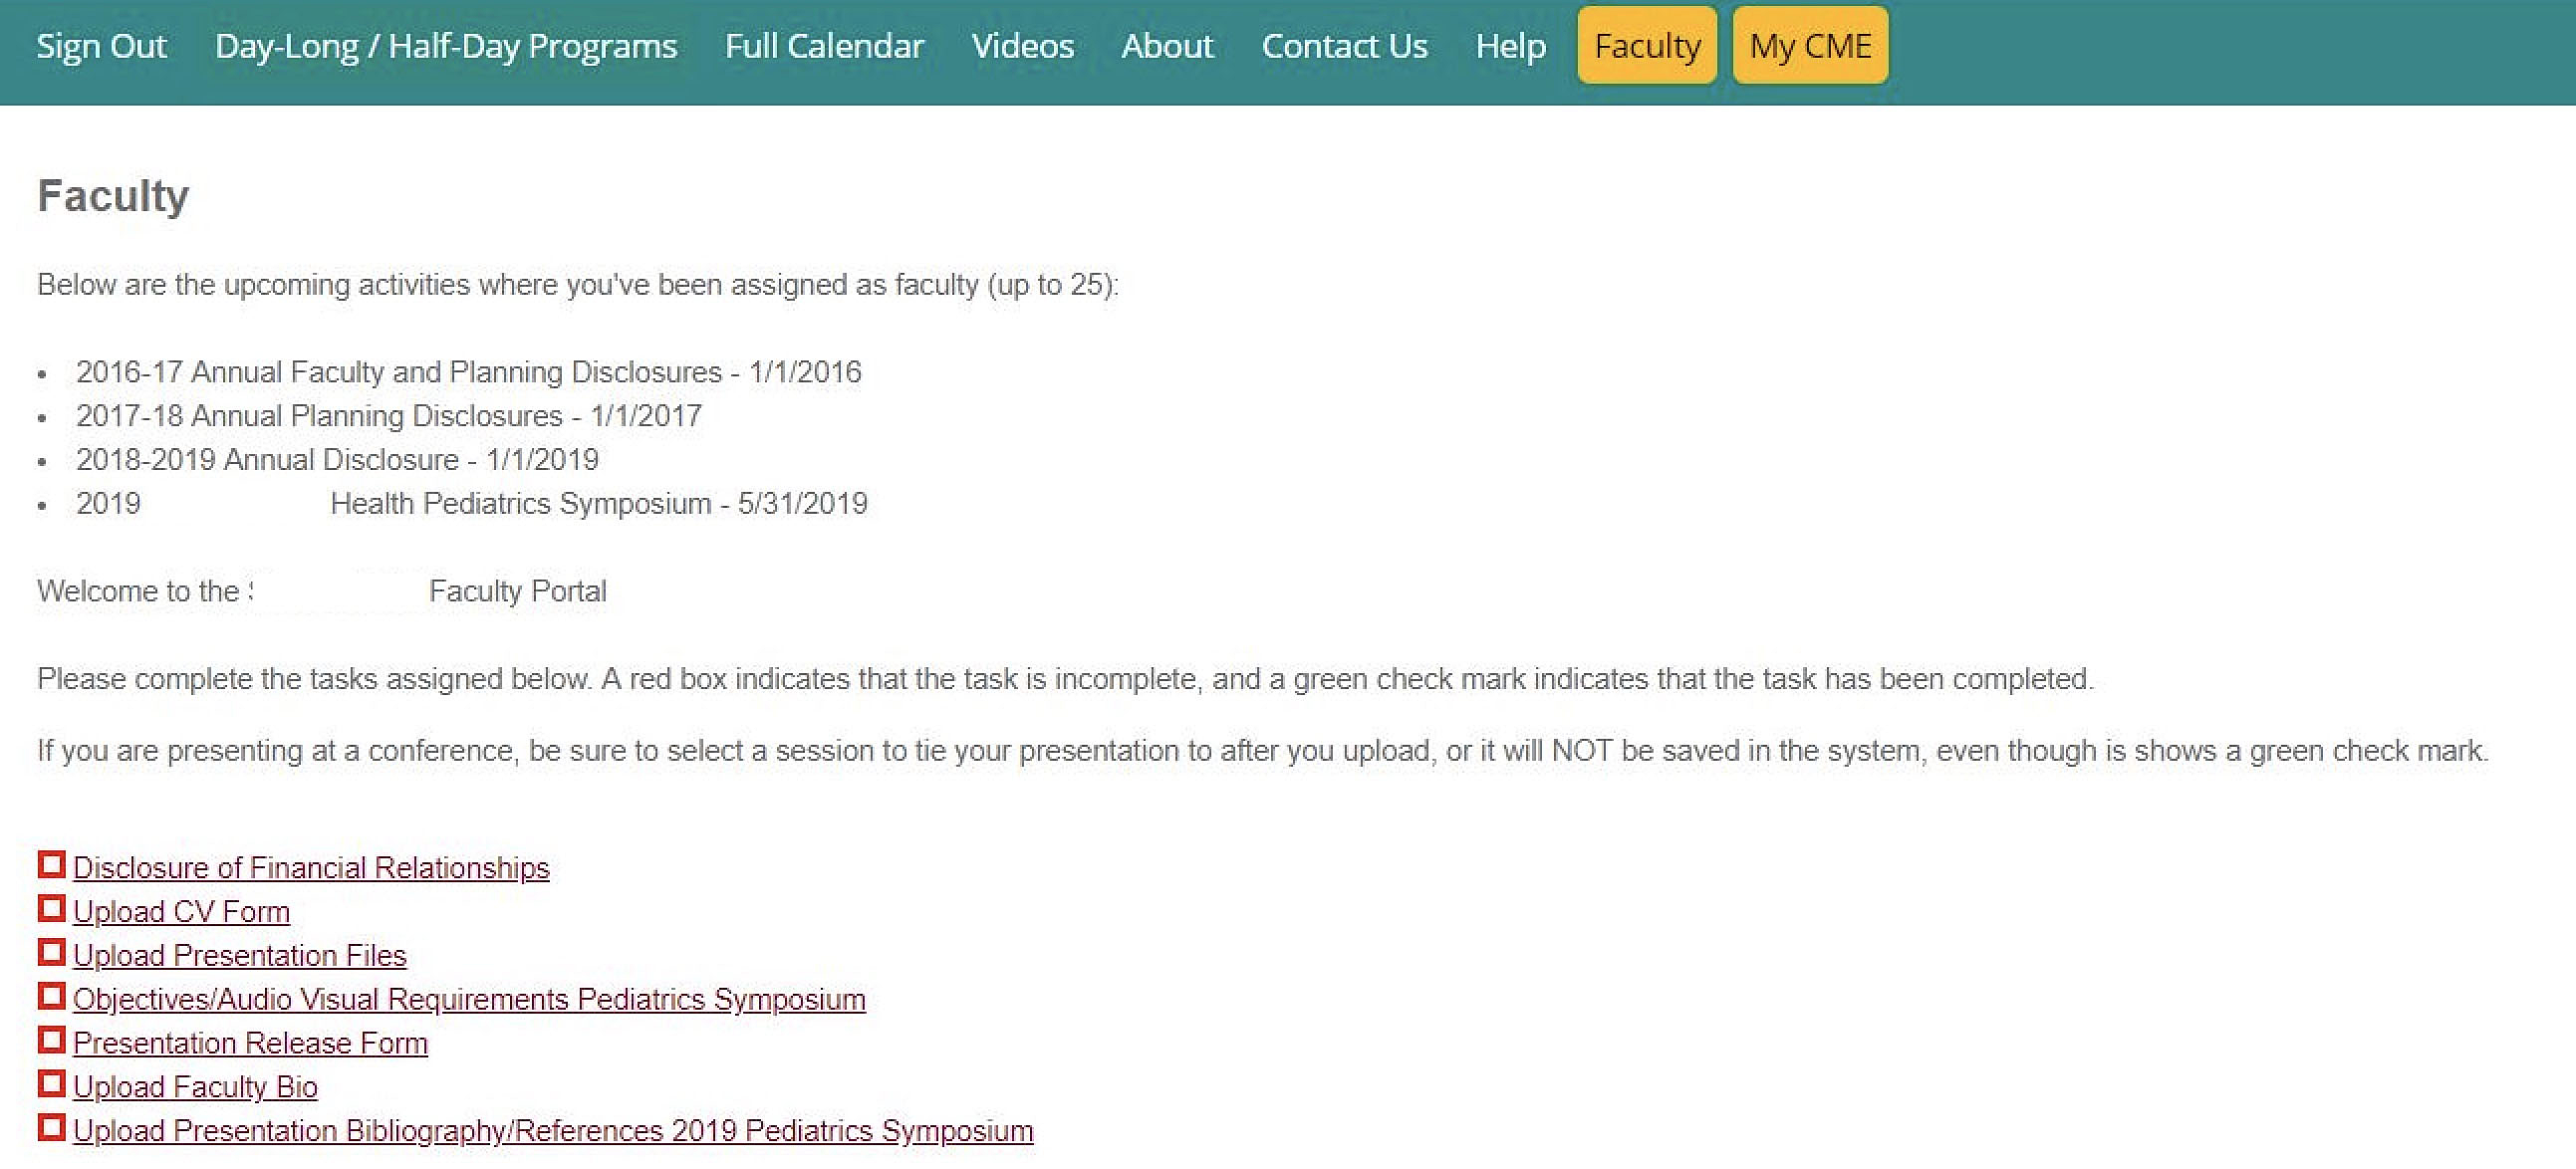 Sign Out Day-Long / Half-Day Programs Full Calendar Videos About Contact Us Help Faculty My CME
Faculty
Below are the upcoming activities where you've been assigned as faculty (up to 25):
• 2016-17 Annual Faculty and Planning Disclosures - 1/1/2016
• 2017-18 Annual Planning Disclosures - 1/1/2017
• 2018-2019 Annual Disclosure - 1/1/2019
• 2019 Health Pediatrics Symposium - 5/31/2019
Welcome to the Faculty Portal
Please complete the tasks assigned below. A red box indicates that the task is incomplete, and a green check mark indicates that the task has been completed.
If you are presenting at a conference, be sure to select a session to tie your presentation to after you upload, or it will NOT be saved in the system, even though is shows a green check mark.
Disclosure of Financial Relationships
Upload CV Form
Upload Presentation Files
Objectives/Audio Visual Requirements Pediatrics Symposium
Presentation Release Form
Upload Faculty Bio
Upload Presentation Bibliography/References 2019 Pediatrics Symposium